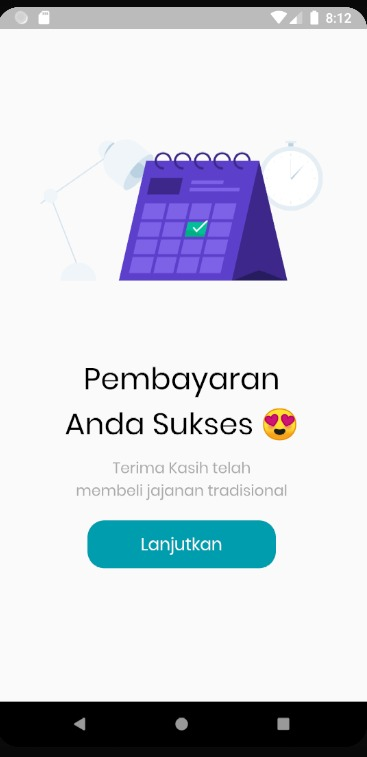 8:12
Pembayaran
Anda Sukses 😍
Terima Kasih telah
membeli jajanan tradisional
Lanjutkan